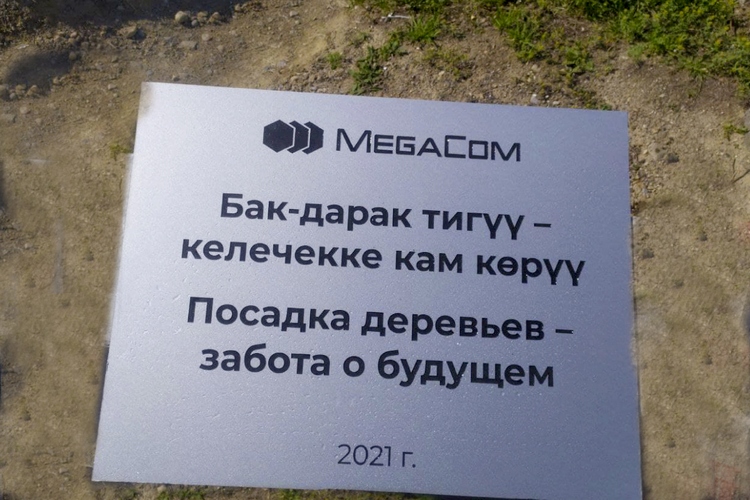 MEGACOM
Бак-дарак тигүү –
келечекке кам көрүү
Посадка деревьев –
забота о будущем
2021 г.